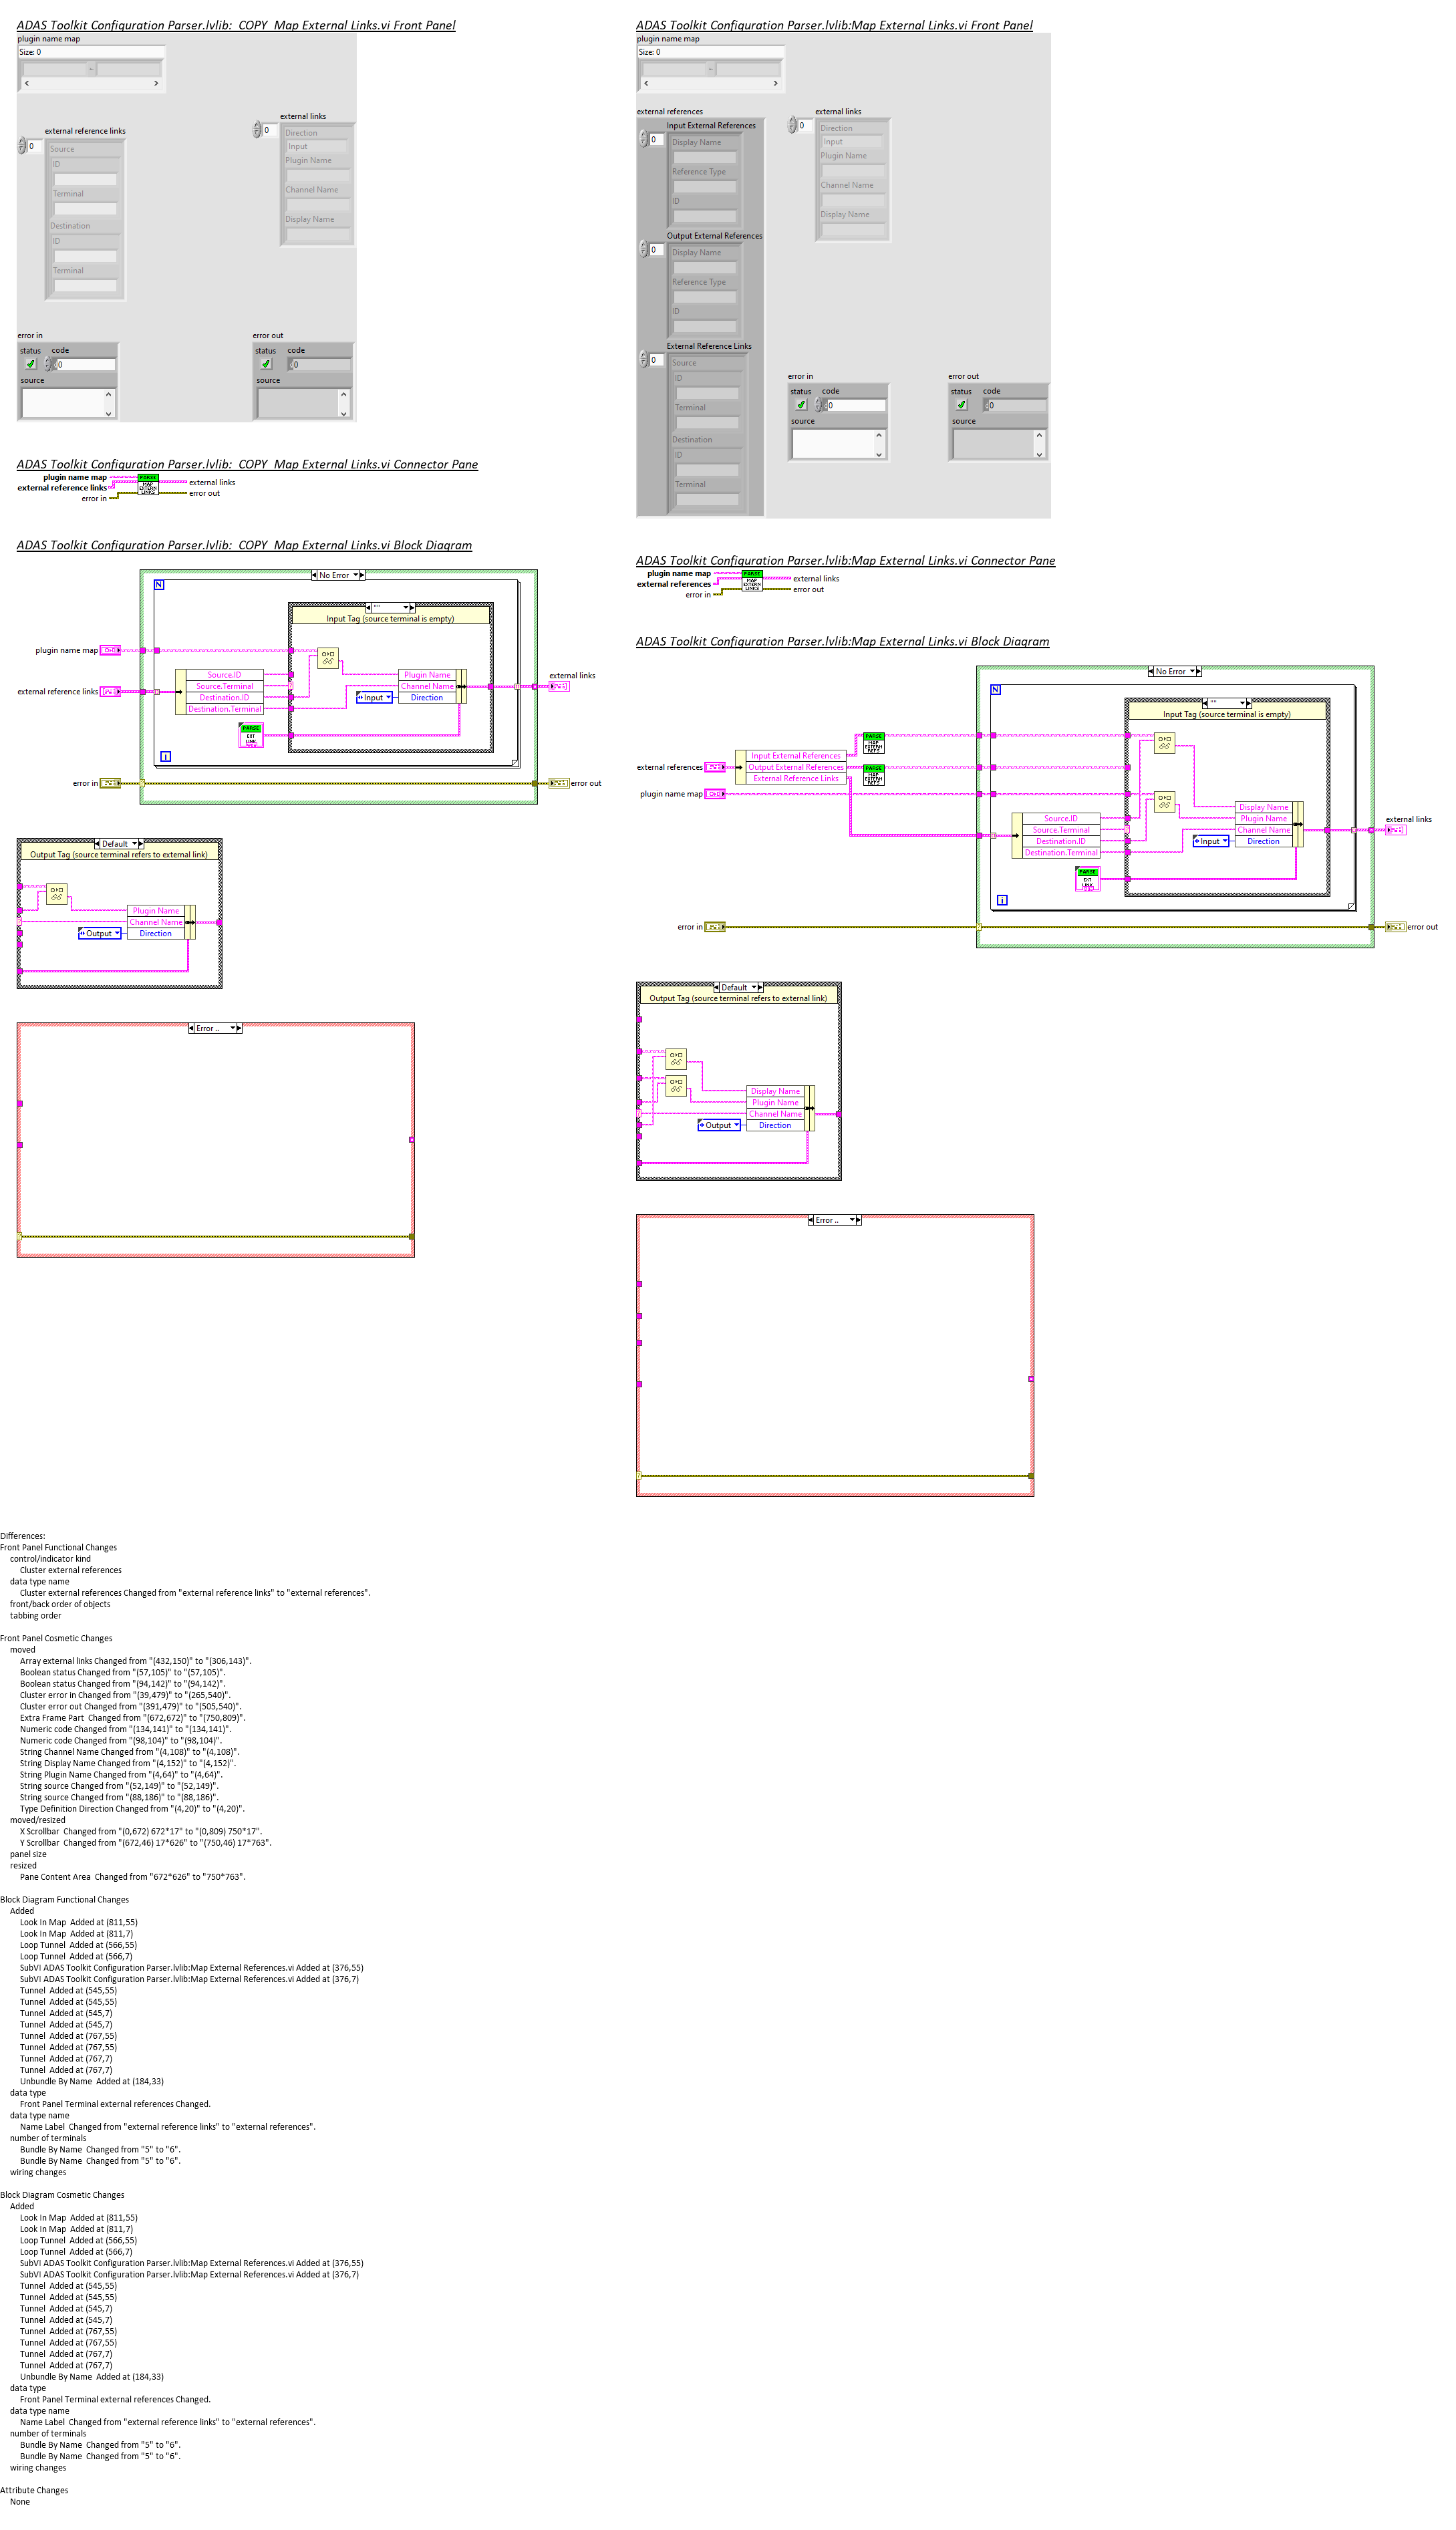 ADAS Toolkit Configuration Parser.lvlib:_COPY_Map External Links.vi Front Panel
plugin name map
Size: 0
external reference links
0
Source
ID
Terminal
Destination
ID
Terminal
external links
0
Direction
Input
Plugin Name
Channel Name
Display Name
error in
status code
0
source
error out
status code
0
source
ADAS Toolkit Configuration Parser.lvlib:_COPY_Map External Links.vi Connector Pane
plugin name map
external reference links
error in
PARSE
MAP
EXTERN
LINKS
external links
error out
ADAS Toolkit Configuration Parser.lvlib:_COPY_Map External Links.vi Block Diagram
No Error
N
""
Input Tag (source terminal is empty)
plugin name map
external reference links
Source.ID
Source.Terminal
Destination.ID
Destination.Terminal
Plugin Name
Channel Name
Direction
Input
PARSE
EXT
LINK
i
external links
error in
error out
Default
Output Tag (source terminal refers to external link)
Plugin Name
Channel Name
Direction
Output
Error ..
ADAS Toolkit Configuration Parser.lvlib:Map External Links.vi Front Panel
plugin name map
Size: 0
external references
Input External References
0
Display Name
Reference Type
ID
Output External References
0
Display Name
Reference Type
ID
External Reference Links
0
Source
ID
Terminal
Destination
ID
Terminal
external links
0
Direction
Input
Plugin Name
Channel Name
Display Name
error in
status code
0
source
error out
status code
0
source
ADAS Toolkit Configuration Parser.lvlib:Map External Links.vi Connector Pane
plugin name map
external references
error in
PARSE
MAP
EXTERN
LINKS
external links
error out
ADAS Toolkit Configuration Parser.lvlib:Map External Links.vi Block Diagram
No Error
N
""
Input Tag (source terminal is empty)
external references
Input External References
Output External References
External Reference Links
PARSE
MAP
EXTERN
REFS
PARSE
MAP
EXTERN
REFS
plugin name map
Source.ID
Source.Terminal
Destination.ID
Destination.Terminal
Display Name
Plugin Name
Channel Name
Direction
Input
PARSE
EXT
LINK
i
external links
error in
error out
Default
Output Tag (source terminal refers to external link)
Display Name
Plugin Name
Channel Name
Direction
Output
Error ..
Differences:
Front Panel Functional Changes
control/indicator kind
Cluster external references
data type name
Cluster external references Changed from "external reference links" to "external references".
front/back order of objects
tabbing order
Front Panel Cosmetic Changes
moved
Array external links Changed from "(432,150)" to "(306,143)".
Boolean status Changed from "(57,105)" to "(57,105)".
Boolean status Changed from "(94,142)" to "(94,142)".
Cluster error in Changed from "(39,479)" to "(265,540)".
Cluster error out Changed from "(391,479)" to "(505,540)".
Extra Frame Part  Changed from "(672,672)" to "(750,809)".
Numeric code Changed from "(134,141)" to "(134,141)".
Numeric code Changed from "(98,104)" to "(98,104)".
String Channel Name Changed from "(4,108)" to "(4,108)".
String Display Name Changed from "(4,152)" to "(4,152)".
String Plugin Name Changed from "(4,64)" to "(4,64)".
String source Changed from "(52,149)" to "(52,149)".
String source Changed from "(88,186)" to "(88,186)".
Type Definition Direction Changed from "(4,20)" to "(4,20)".
moved/resized
X Scrollbar  Changed from "(0,672) 672*17" to "(0,809) 750*17".
Y Scrollbar  Changed from "(672,46) 17*626" to "(750,46) 17*763".
panel size
resized
Pane Content Area  Changed from "672*626" to "750*763".
Block Diagram Functional Changes
Added
Look In Map  Added at (811,55)
Look In Map  Added at (811,7)
Loop Tunnel  Added at (566,55)
Loop Tunnel  Added at (566,7)
SubVI ADAS Toolkit Configuration Parser.lvlib:Map External References.vi Added at (376,55)
SubVI ADAS Toolkit Configuration Parser.lvlib:Map External References.vi Added at (376,7)
Tunnel  Added at (545,55)
Tunnel  Added at (545,55)
Tunnel  Added at (545,7)
Tunnel  Added at (545,7)
Tunnel  Added at (767,55)
Tunnel  Added at (767,55)
Tunnel  Added at (767,7)
Tunnel  Added at (767,7)
Unbundle By Name  Added at (184,33)
data type
Front Panel Terminal external references Changed.
data type name
Name Label  Changed from "external reference links" to "external references".
number of terminals
Bundle By Name  Changed from "5" to "6".
Bundle By Name  Changed from "5" to "6".
wiring changes
Block Diagram Cosmetic Changes
Added
Look In Map  Added at (811,55)
Look In Map  Added at (811,7)
Loop Tunnel  Added at (566,55)
Loop Tunnel  Added at (566,7)
SubVI ADAS Toolkit Configuration Parser.lvlib:Map External References.vi Added at (376,55)
SubVI ADAS Toolkit Configuration Parser.lvlib:Map External References.vi Added at (376,7)
Tunnel  Added at (545,55)
Tunnel  Added at (545,55)
Tunnel  Added at (545,7)
Tunnel  Added at (545,7)
Tunnel  Added at (767,55)
Tunnel  Added at (767,55)
Tunnel  Added at (767,7)
Tunnel  Added at (767,7)
Unbundle By Name  Added at (184,33)
data type
Front Panel Terminal external references Changed.
data type name
Name Label  Changed from "external reference links" to "external references".
number of terminals
Bundle By Name  Changed from "5" to "6".
Bundle By Name  Changed from "5" to "6".
wiring changes
Attribute Changes
None